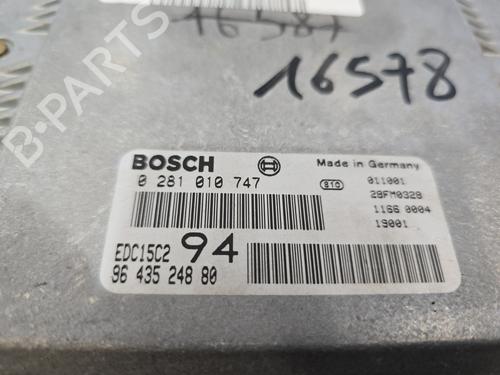 16587
16578
B-PARTS
BOSCH
Made in Germany
0 281 010 747
810
011001
28FM0328
1166 0004
19001
EDC15C2
94
96 435 248 80